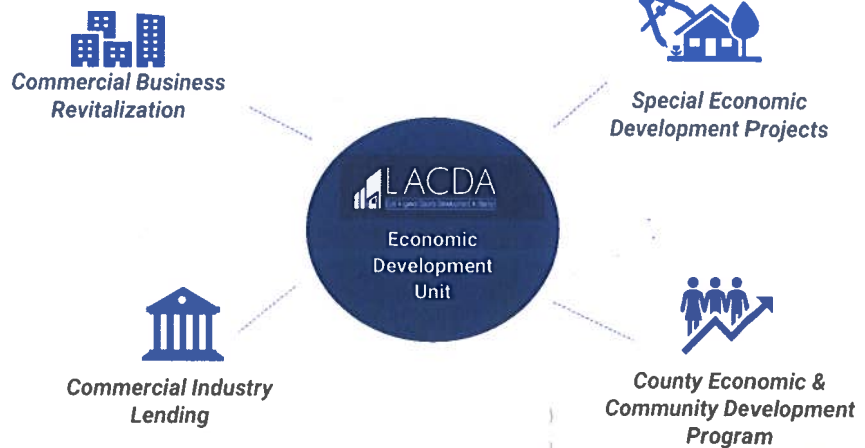 Commercial Business
Revitalization
Special Economic
Development Projects
LACDA
Economic
Development
Unit
Commercial Industry
Lending
County Economic &
Community Development
Program